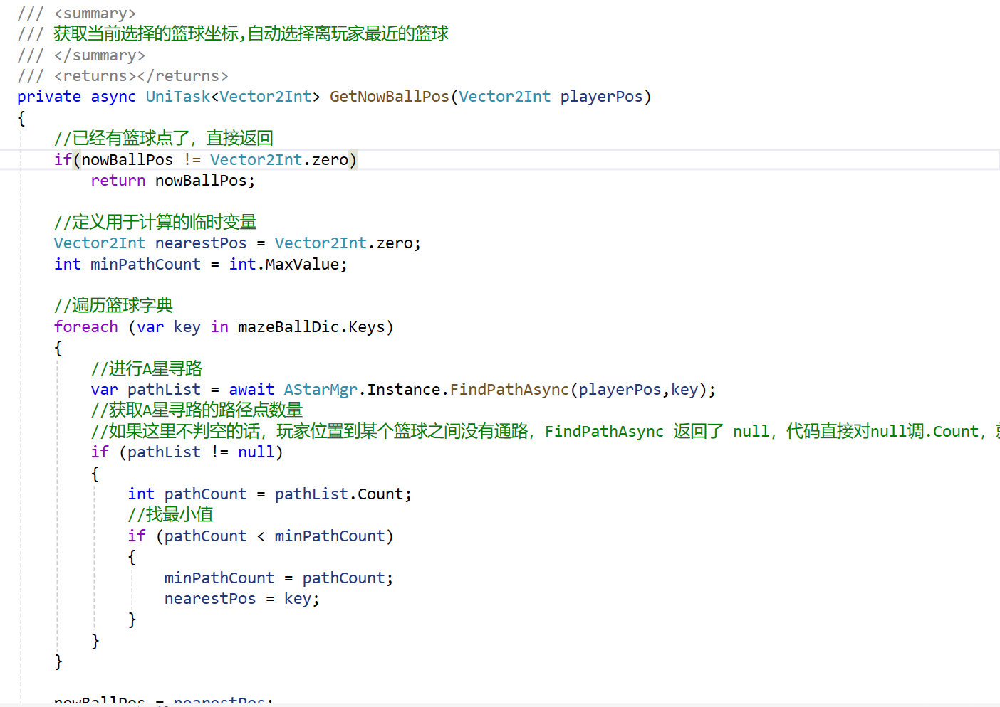 /// <summary>
/// 获取当前选择的篮球坐标,自动选择离玩家最近的篮球
/// </summary>
/// <returns></returns>
private async UniTask<Vector2Int> GetNowBallPos(Vector2Int playerPos)
{
//已经有篮球点了，直接返回
if(nowBallPos != Vector2Int.zero)
return nowBallPos;
//定义用于计算的临时变量
Vector2Int nearestPos = Vector2Int.zero;
int minPathCount = int.MaxValue;
//遍历篮球字典
foreach (var key in mazeBallDic.Keys)
{
//进行A星寻路
var pathList = await AStarMgr.Instance.FindPathAsync(playerPos,key);
//获取A星寻路的路径点数量
//如果这里不判空的话，玩家位置到某个篮球之间没有通路，FindPathAsync 返回了 null，代码直接对null调.Count，
if (pathList != null)
{
int pathCount = pathList.Count;
//找最小值
if (pathCount < minPathCount)
{
minPathCount = pathCount;
nearestPos = key;
}
}
}
nowBallPos = nearestPos;